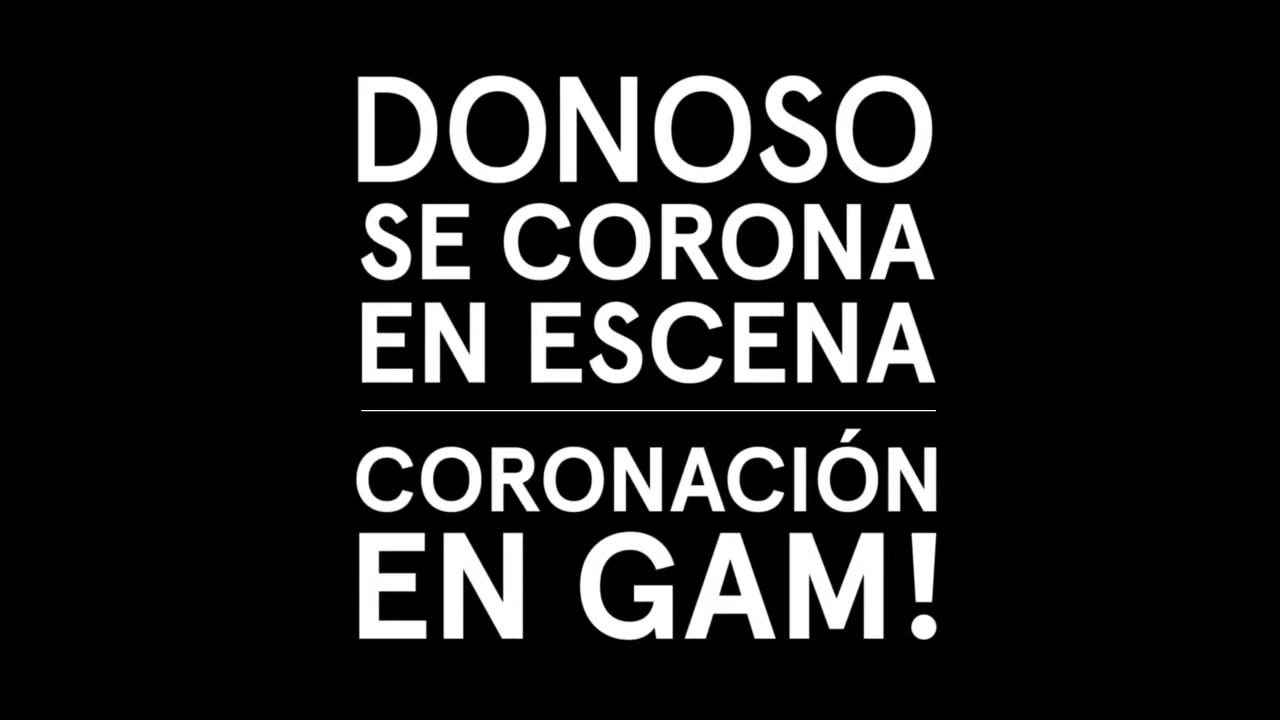 DONOSO
SE CORONA
EN ESCENA
CORONACIÓN
EN GAM!